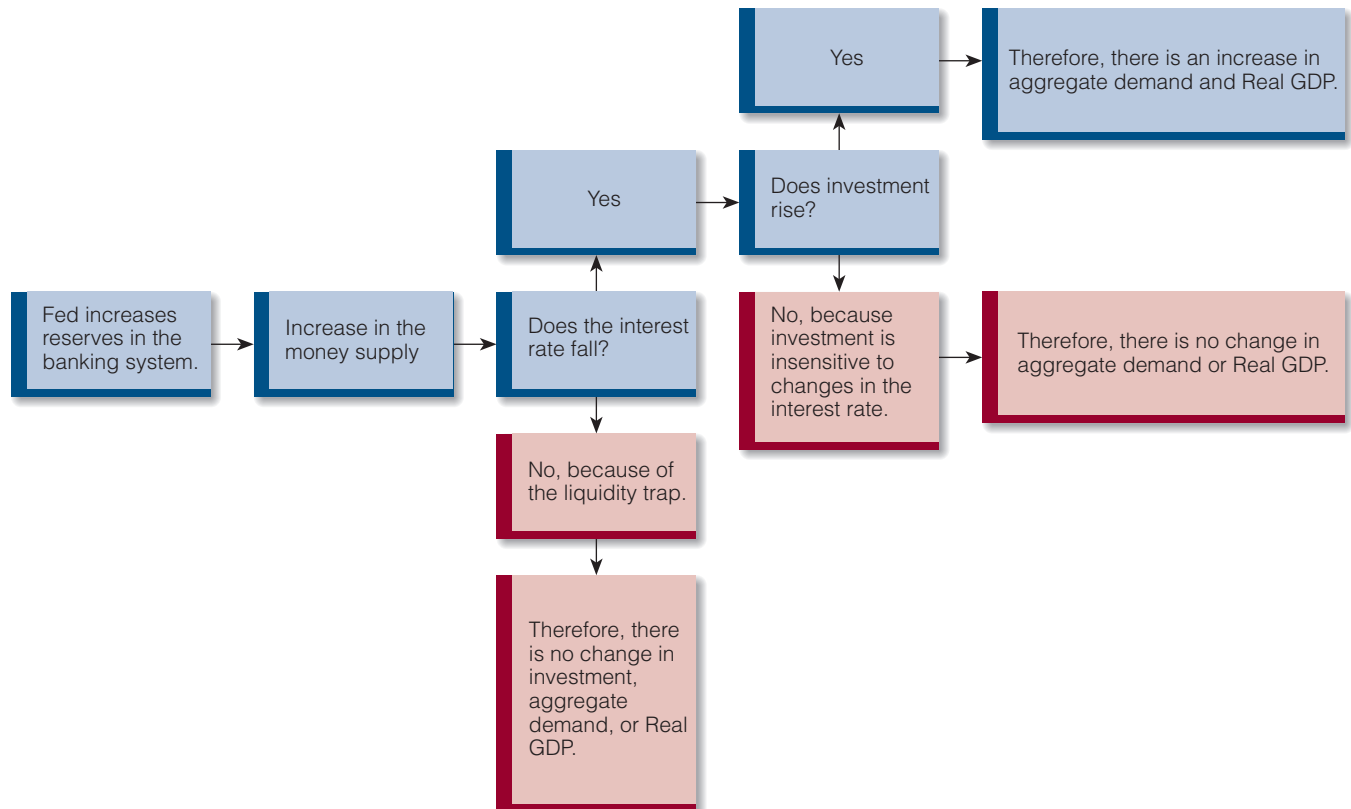 Fed increases
reserves in the
banking system.
Increase in the
money supply
Does the interest
rate fall?
Yes
Does investment
rise?
Yes
Therefore, there is an increase in
aggregate demand and Real GDP.
No, because
investment is
insensitive to
changes in the
interest rate.
Therefore, there is no change in
aggregate demand or Real GDP.
No, because of
the liquidity trap.
Therefore, there
is no change in
investment,
aggregate
demand, or Real
GDP.